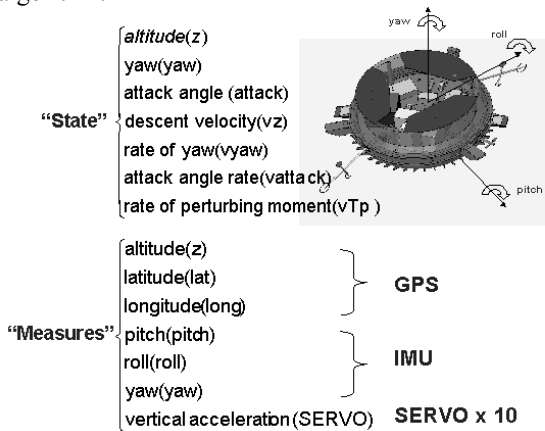 yaw
roll
pitch
"State"
altitude(z)
yaw(yaw)
attack angle (attack)
descent velocity(vz)
rate of yaw(vyaw)
attack angle rate(vattack)
rate of perturbing moment(vTp )
"Measures"
altitude(z)
latitude(lat)
longitude(long)
GPS
pitch(pitch)
roll(roll)
yaw(yaw)
IMU
vertical acceleration(SERVO) SERVO x 10